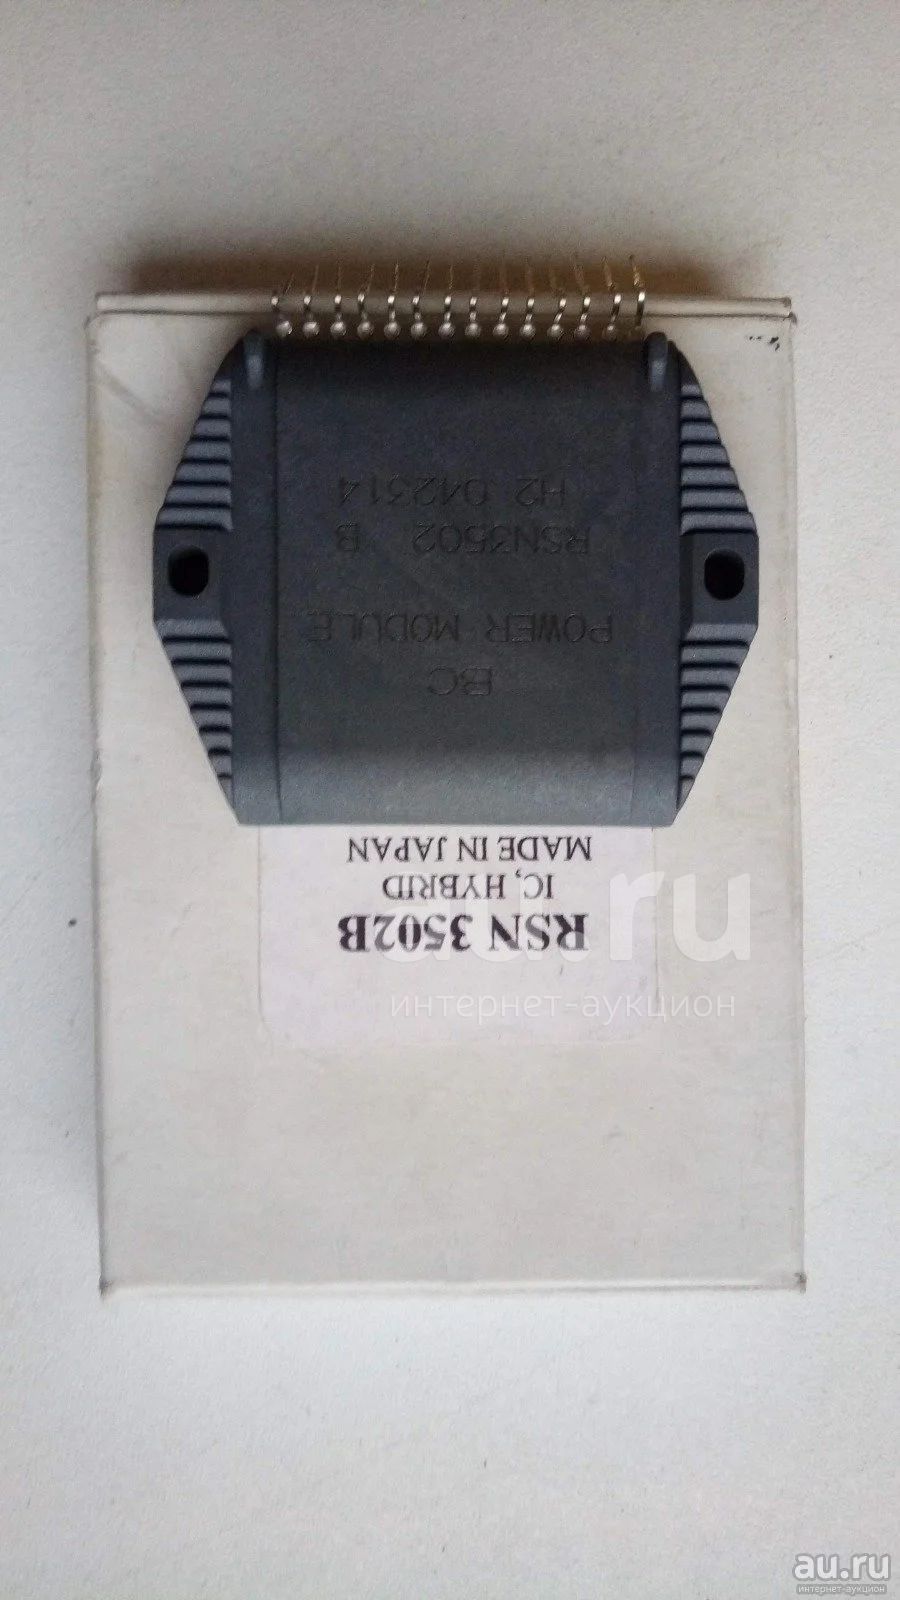 BC
POWER MODULE
RSN3502 B
H2 042314
RSN 3502B
IC, HYBRID
MADE IN JAPAN
au.ru
интернет-аукцион
au.ru
интернет-аукцион